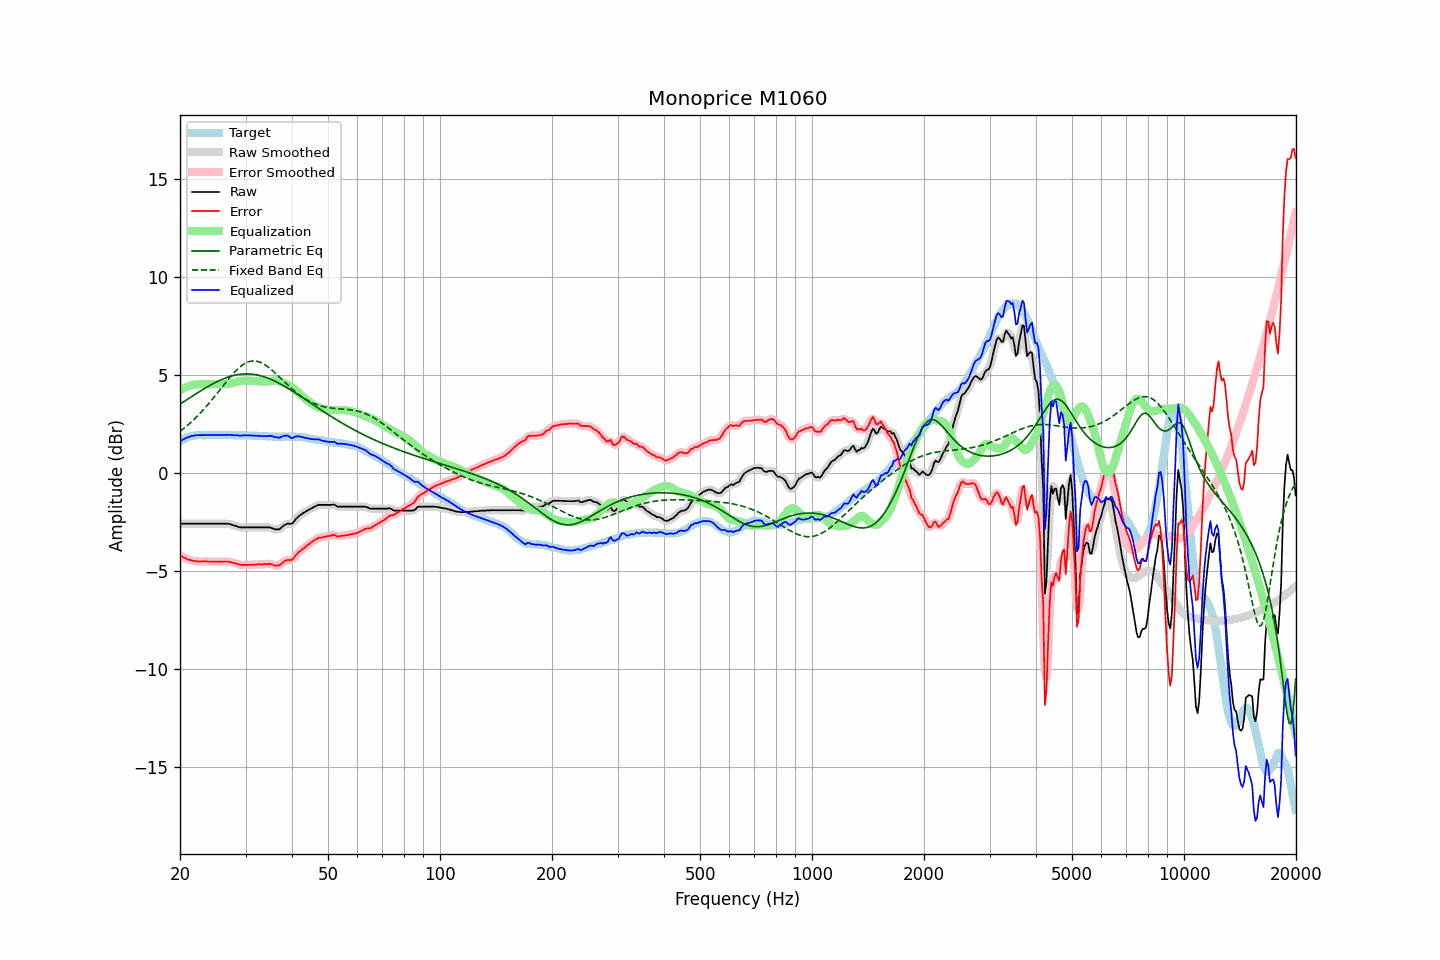 Monoprice M1060
Target
Raw Smoothed
Error Smoothed
Raw
Error
Equalization
Parametric Eq
Fixed Band Eq
Equalized
Amplitude (dBr)
15
10
5
0
−5
−10
−15
20
50
100
200
500
1000
2000
5000
10000
20000
Frequency (Hz)